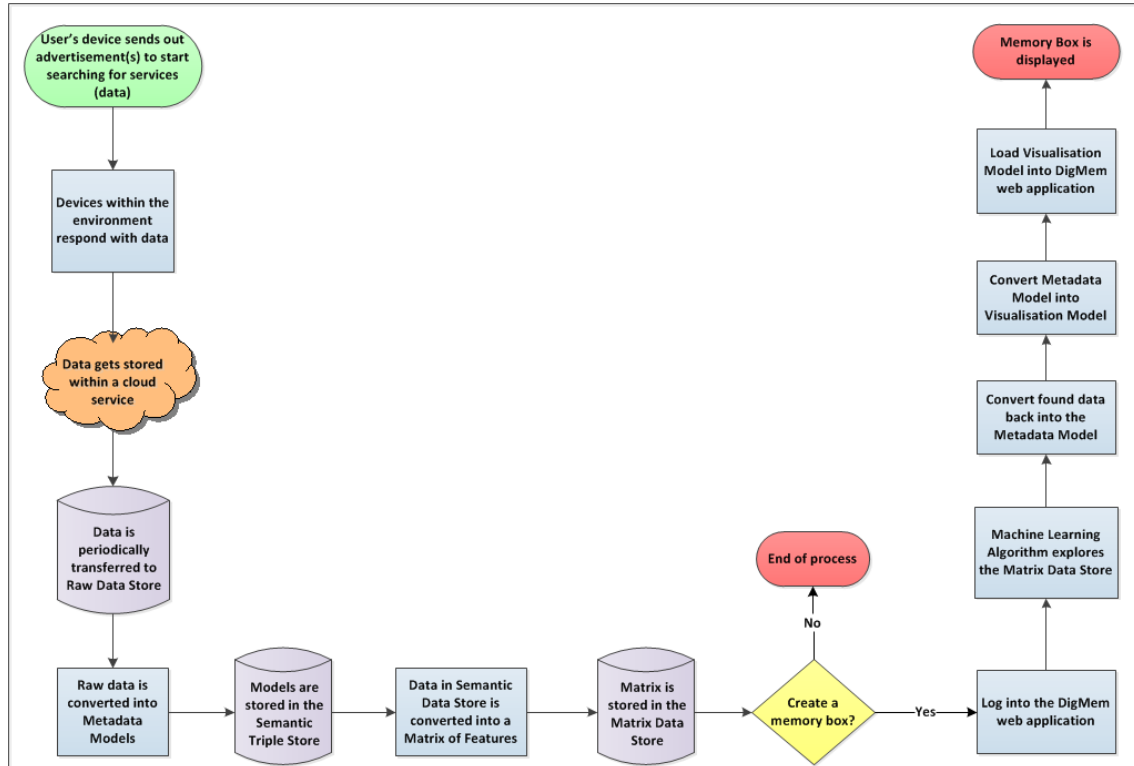 User's device sends out
advertisement(s) to start
searching for services
(data)
Devices within the
environment
respond with data
Data gets stored
within a cloud
service
Data is
periodically
transferred to
Raw Data Store
Raw data is
converted into
Metadata
Models
Models are
stored in the
Semantic
Triple Store
Data in Semantic
Data Store is
converted into a
Matrix of Features
Matrix is
stored in the
Matrix Data
Store
Create a
memory box?
No
End of process
Yes
Log into the DigMem
web application
Machine Learning
Algorithm explores
the Matrix Data Store
Convert found data
back into the
Metadata Model
Convert Metadata
Model into
Visualisation Model
Load Visualisation
Model into DigMem
web application
Memory Box is
displayed